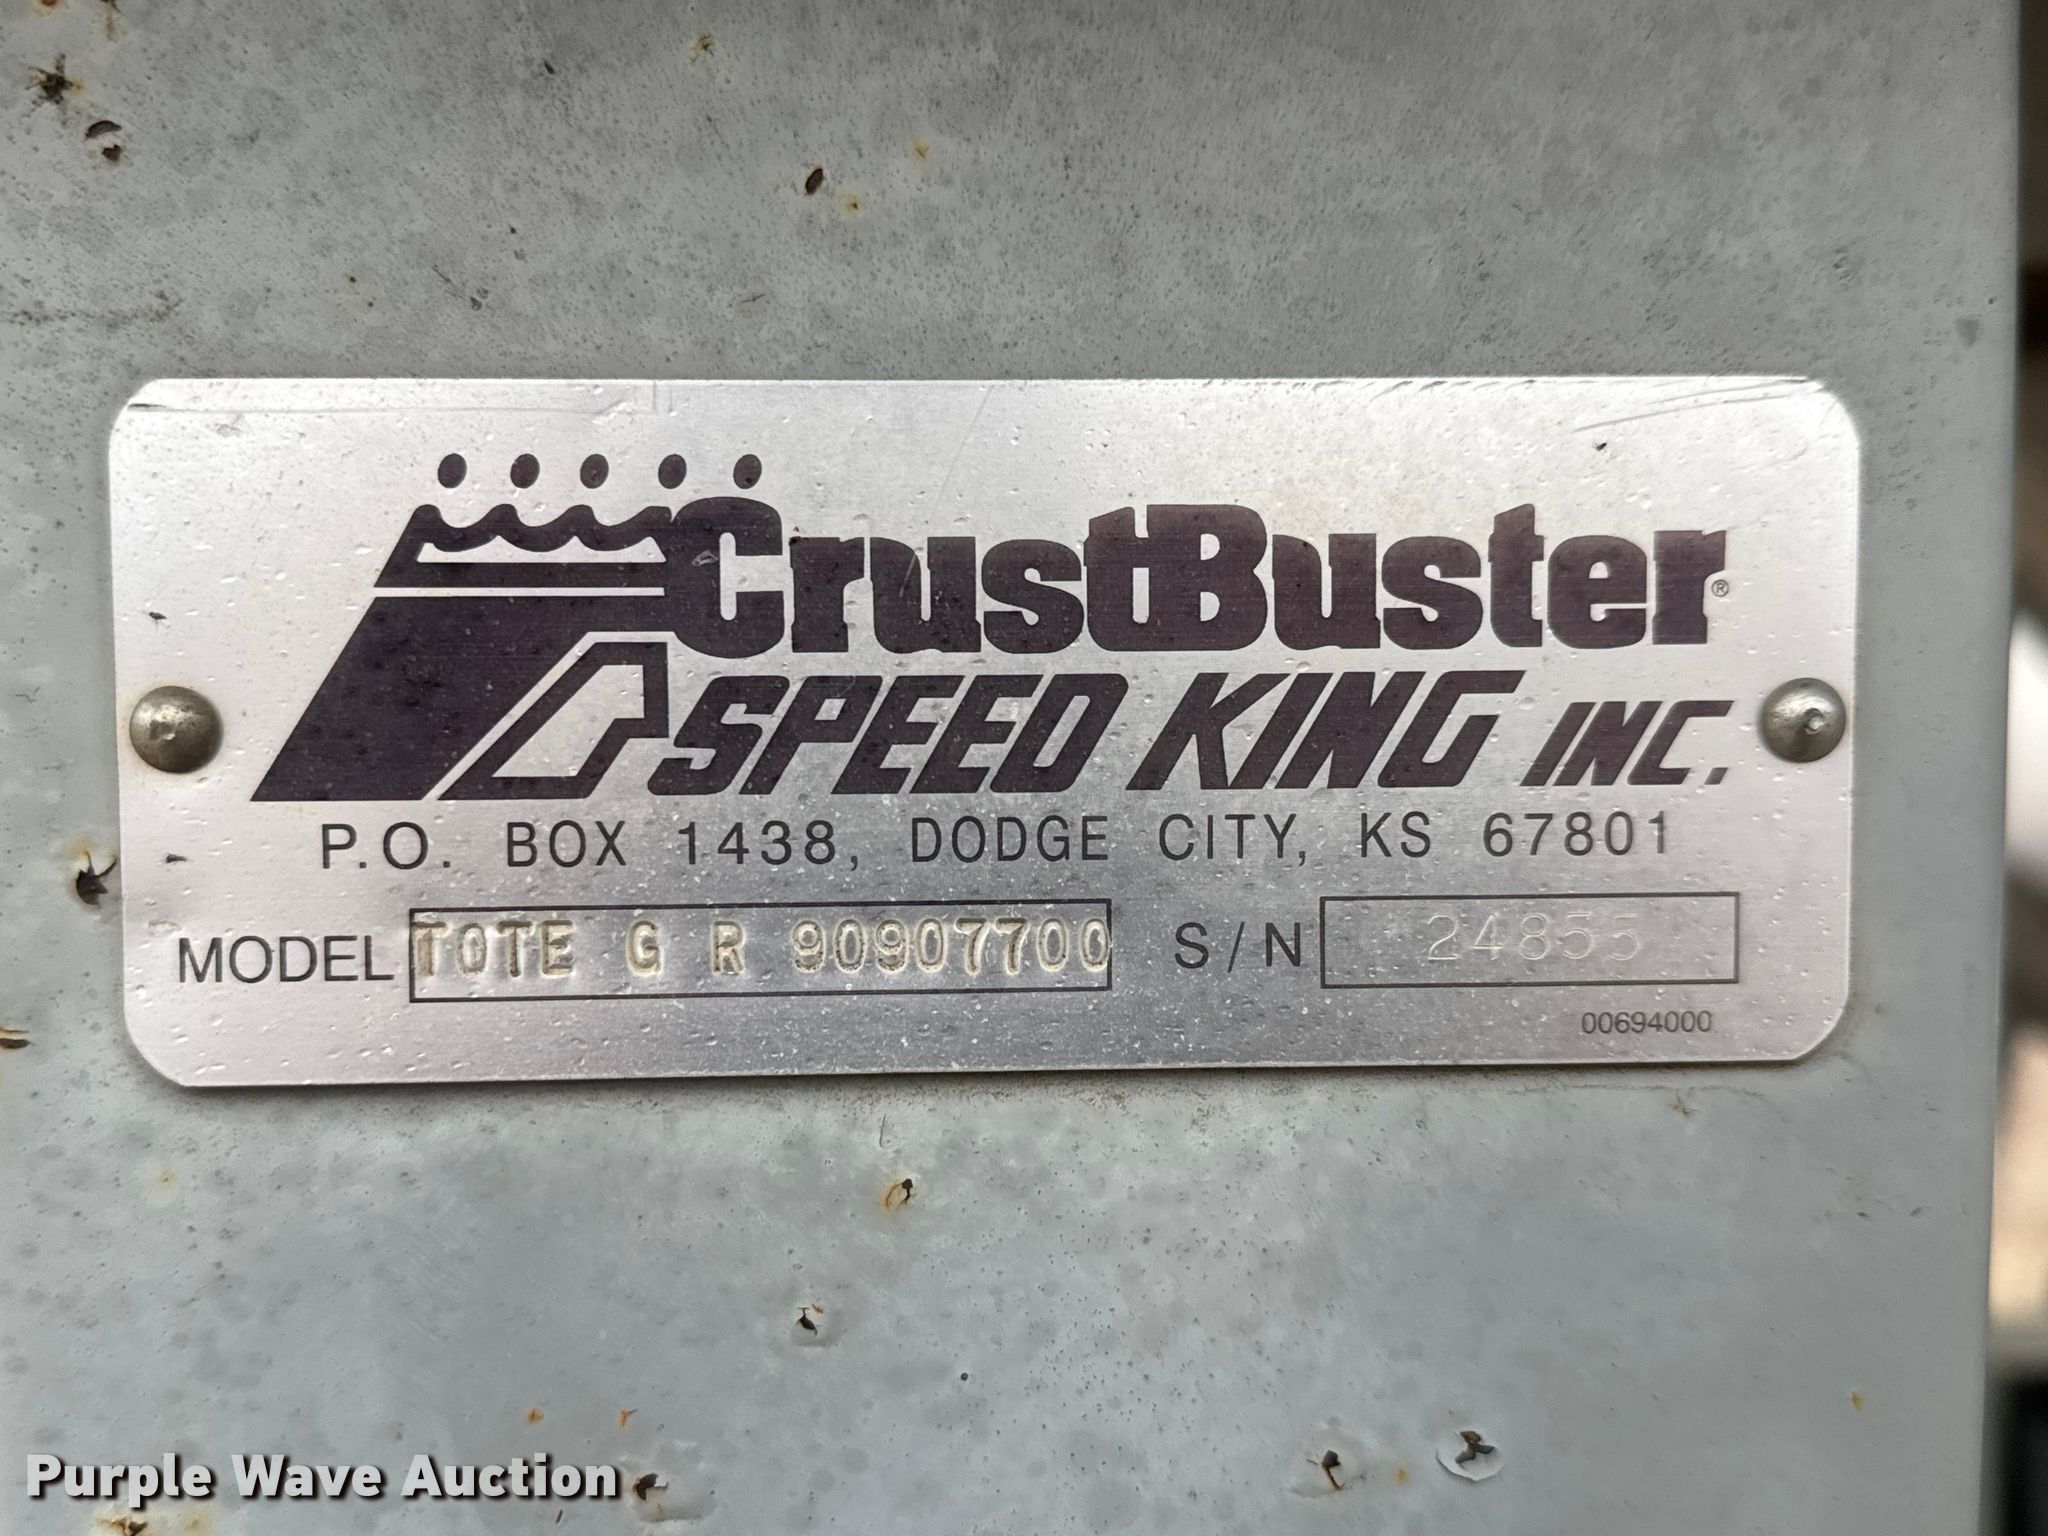 CrustBuster®
SPEED KING INC.
P.O. BOX 1438, DODGE CITY, KS 67801
MODEL TOTE G R 90907700 S/N 24855
00694000
Purple Wave Auction